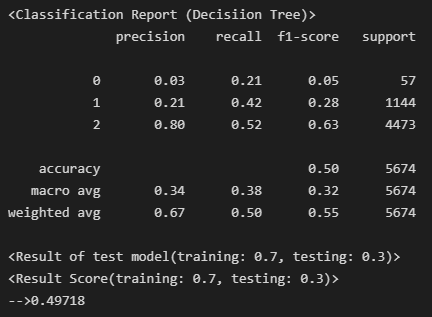 <Classification Report (Decisiion Tree)>
precision recall f1-score support
0 0.03 0.21 0.05 57
1 0.21 0.42 0.28 1144
2 0.80 0.52 0.63 4473
accuracy 0.50 5674
macro avg 0.34 0.38 0.32 5674
weighted avg 0.67 0.50 0.55 5674
<Result of test model(training: 0.7, testing: 0.3)>
<Result Score(training: 0.7, testing: 0.3)>
-->0.49718